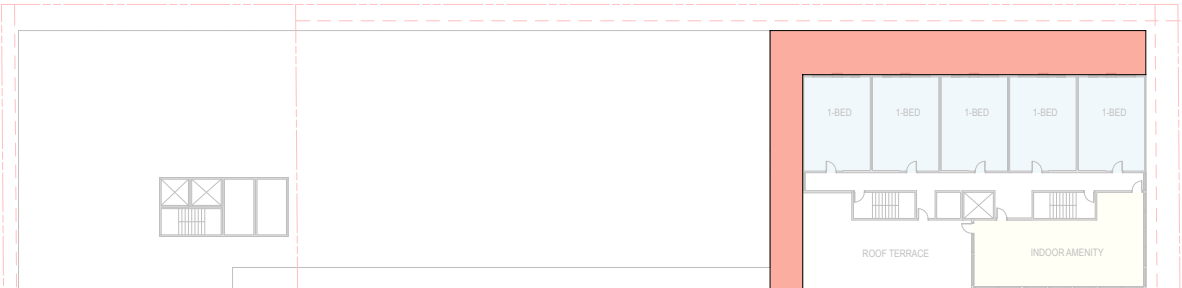 1-BED 1-BED 1-BED 1-BED 1-BED
ROOF TERRACE INDOOR AMENITY